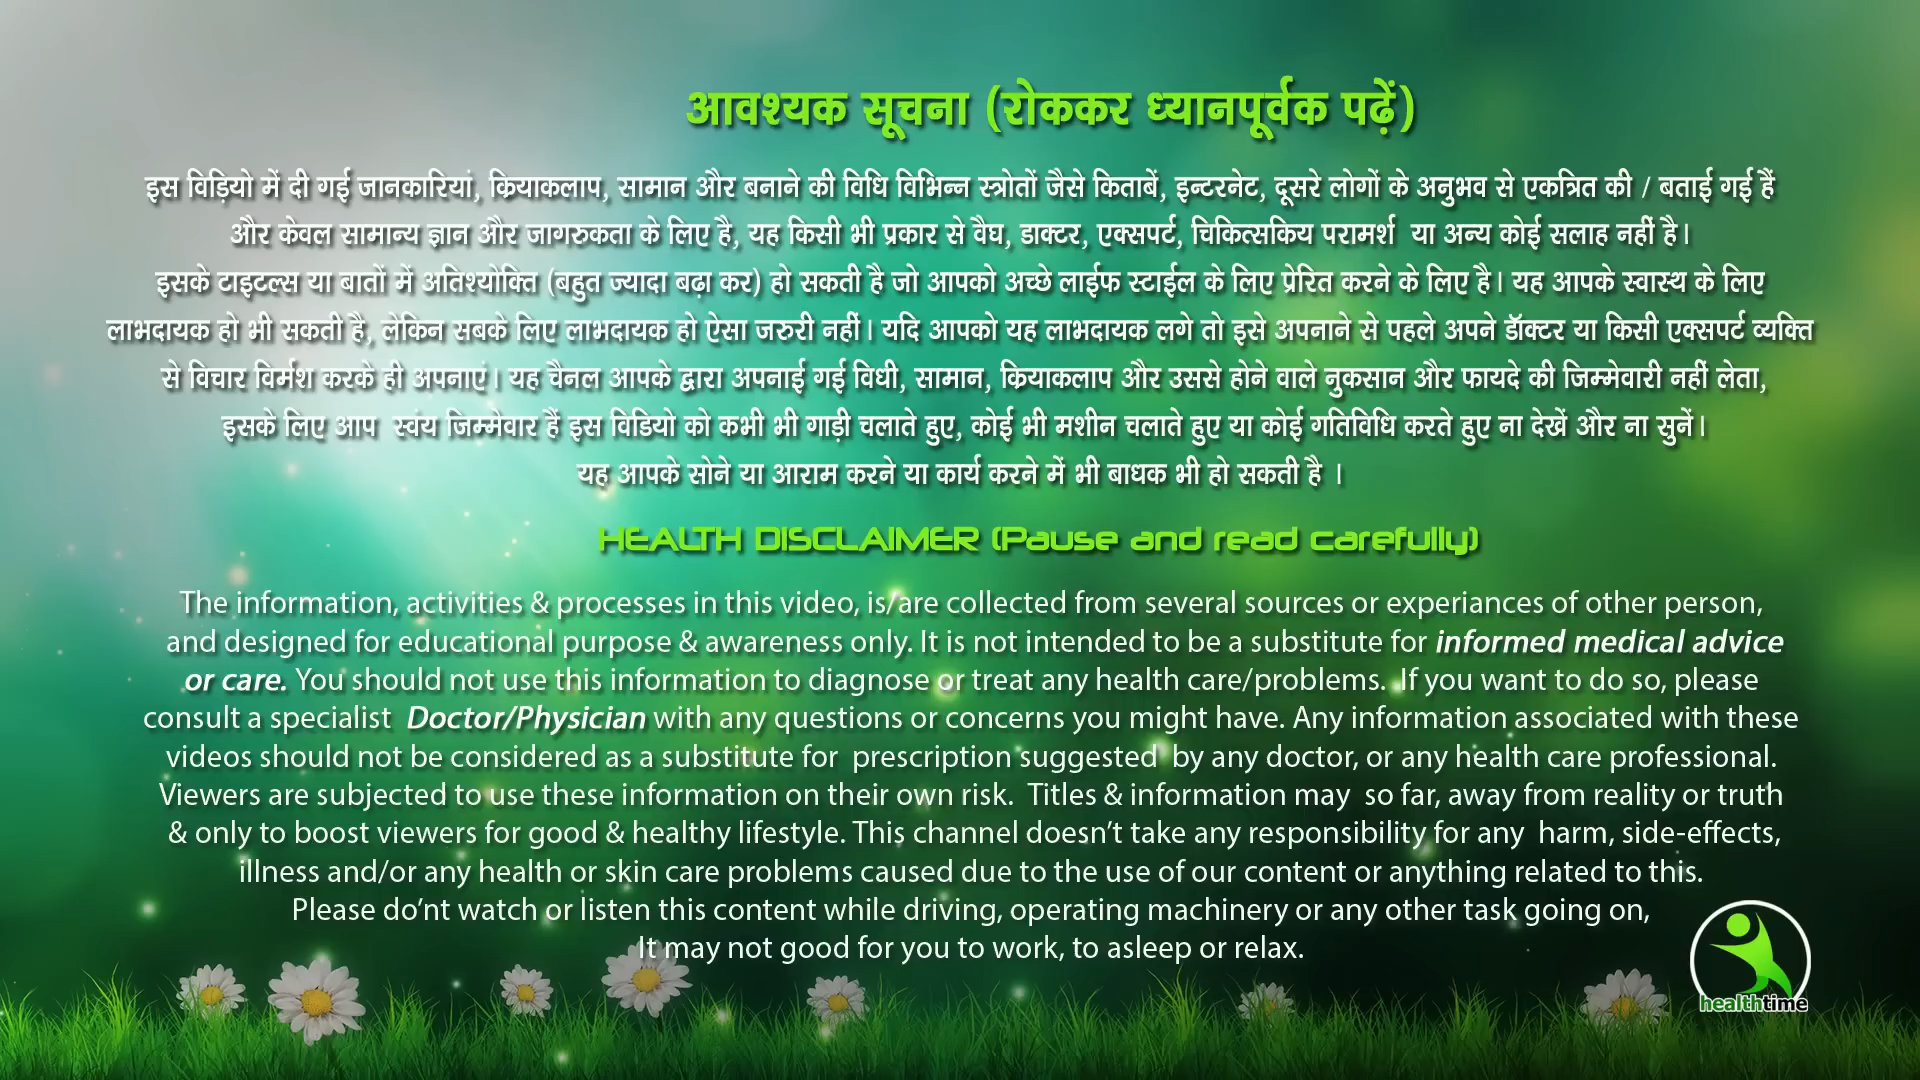 आवश्यक सूचना (रोककर ध्यानपूर्वक पढ़ें)
इस विड़ियो में दी गई जानकारियां, क्रियाकलाप, सामान और बनाने की विधि विभिन्न स्त्रोतों जैसे किताबें, इन्टरनेट, दूसरे लोगों के अनुभव से एकत्रित की / बताई गई हैं
और केवल सामान्य ज्ञान और जागरुकता के लिए है, यह किसी भी प्रकार से वैघ, डाक्टर, एक्सपर्ट, चिकित्सकिय परामर्श या अन्य कोई सलाह नहीं है।
इसके टाइटल्स या बातों में अतिश्योक्ति (बहुत ज्यादा बढ़ा कर) हो सकती है जो आपको अच्छे लाईफ स्टाईल के लिए प्रेरित करने के लिए है। यह आपके स्वास्थ के लिए
लाभदायक हो भी सकती है, लेकिन सबके लिए लाभदायक हो ऐसा जरुरी नहीं। यदि आपको यह लाभदायक लगे तो इसे अपनाने से पहले अपने डॉक्टर या किसी एक्सपर्ट व्यक्ति
से विचार विर्मश करके ही अपनाएं। यह चैनल आपके द्वारा अपनाई गई विधी, सामान, क्रियाकलाप और उससे होने वाले नुकसान और फायदे की जिम्मेवारी नहीं लेता,
इसके लिए आप स्वंय जिम्मेवार हैं इस विडियो को कभी भी गाड़ी चलाते हुए, कोई भी मशीन चलाते हुए या कोई गतिविधि करते हुए ना देखें और ना सुनें।
यह आपके सोने या आराम करने या कार्य करने में भी बाधक भी हो सकती है ।
HEALTH DISCLAIMER (Pause and read carefully)
The information, activities & processes in this video, is/are collected from several sources or experiances of other person,
and designed for educational purpose & awareness only. It is not intended to be a substitute for informed medical advice
or care. You should not use this information to diagnose or treat any health care/problems. If you want to do so, please
consult a specialist Doctor/Physician with any questions or concerns you might have. Any information associated with these
videos should not be considered as a substitute for prescription suggested by any doctor, or any health care professional.
Viewers are subjected to use these information on their own risk. Titles & information may so far, away from reality or truth
& only to boost viewers for good & healthy lifestyle. This channel doesn't take any responsibility for any harm, side-effects,
illness and/or any health or skin care problems caused due to the use of our content or anything related to this.
Please do'nt watch or listen this content while driving, operating machinery or any other task going on,
It may not good for you to work, to asleep or relax.
healthtime